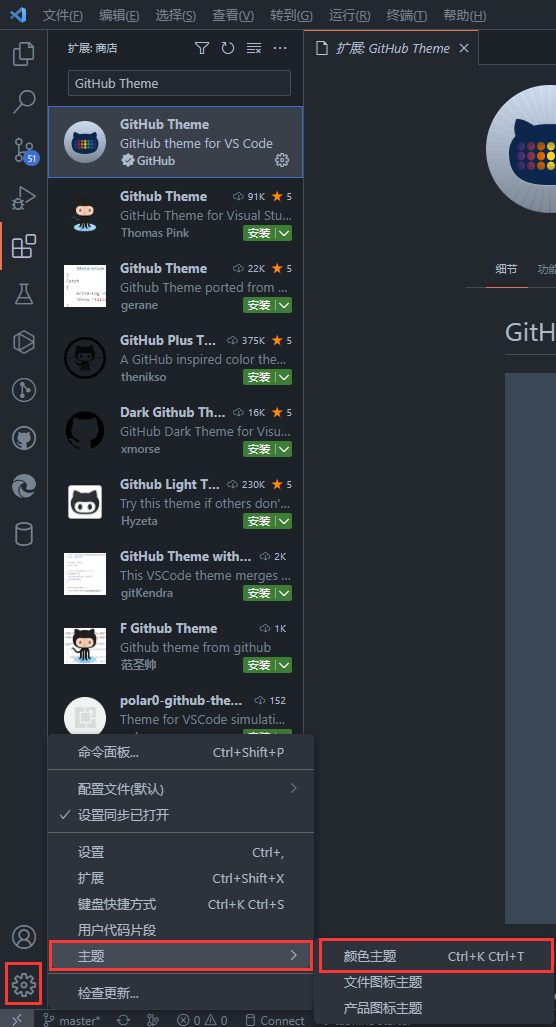 文件(F) 编辑(E) 选择(S) 查看(V) 转到(G) 运行(R) 终端(T) 帮助(H)
扩展: 商店
扩展: GitHub Theme
GitHub Theme
GitHub Theme
GitHub theme for VS Code
GitHub
51
Github Theme 91K 5
GitHub Theme for Visual Stu...
Thomas Pink 安装
Github Theme 22K 5
Github Theme ported from ...
gerane 安装
GitHub Plus T... 375K 5
A GitHub inspired color the...
thenikso 安装
Dark Github Th... 16K 5
GitHub Dark Theme for Visu...
xmorse 安装
Github Light T... 230K 5
Try this theme if others don'...
Hyzeta 安装
GitHub Theme with... 2K
This VSCode theme merges ...
gitKendra 安装
F Github Theme 1K
Github theme from github
范圣帅 安装
polar0-github-the... 152
Theme for VSCode simulati...
细节 功能
GitH
命令面板... Ctrl+Shift+P
配置文件(默认)
设置同步已打开
设置 Ctrl+,
扩展 Ctrl+Shift+X
键盘快捷方式 Ctrl+K Ctrl+S
用户代码片段
主题
检查更新...
颜色主题 Ctrl+K Ctrl+T
文件图标主题
产品图标主题
master* 0 0 Connect